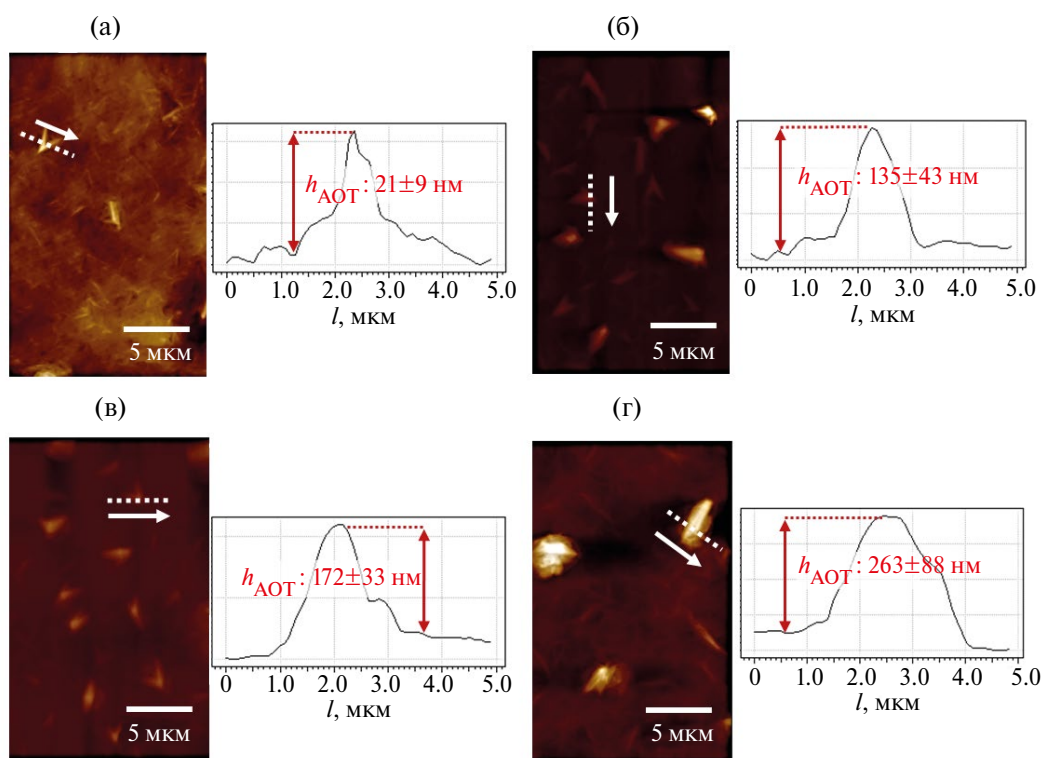 (а)
(б)
h_AOT : 21±9 нм
h_AOT : 135±43 нм
0 1.0 2.0 3.0 4.0 5.0
0 1.0 2.0 3.0 4.0 5.0
l, мкм
l, мкм
5 мкм
5 мкм
(в)
(г)
h_AOT : 172±33 нм
h_AOT : 263±88 нм
0 1.0 2.0 3.0 4.0 5.0
0 1.0 2.0 3.0 4.0 5.0
l, мкм
l, мкм
5 мкм
5 мкм